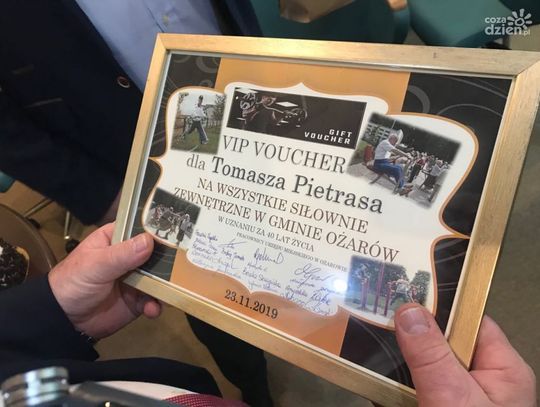 cozadzien.pl
GIFT
VOUCHER
VIP VOUCHER
dla Tomasza Pietrasa
NA WSZYSTKIE SIŁOWNIE
ZEWNĘTRZNE W GMINIE OŻARÓW
W UZNANIU ZA 40 LAT ŻYCIA
PRACOWNICY URZĘDU MIEJSKIEGO W OŻAROWIE
23.11.2019